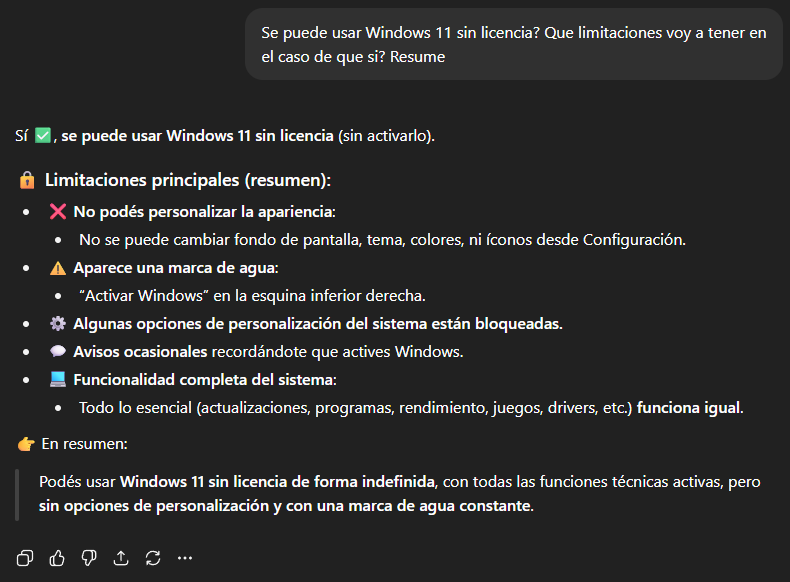 Se puede usar Windows 11 sin licencia? Que limitaciones voy a tener en
el caso de que si? Resume
Sí ✅, se puede usar Windows 11 sin licencia (sin activarlo).
🔒 Limitaciones principales (resumen):
• ❌ No podés personalizar la apariencia:
• No se puede cambiar fondo de pantalla, tema, colores, ni íconos desde Configuración.
• ⚠️ Aparece una marca de agua:
• “Activar Windows” en la esquina inferior derecha.
• ⚙️ Algunas opciones de personalización del sistema están bloqueadas.
• 💬 Avisos ocasionales recordándote que actives Windows.
• 💻 Funcionalidad completa del sistema:
• Todo lo esencial (actualizaciones, programas, rendimiento, juegos, drivers, etc.) funciona igual.
👉 En resumen:
Podés usar Windows 11 sin licencia de forma indefinida, con todas las funciones técnicas activas, pero
sin opciones de personalización y con una marca de agua constante.